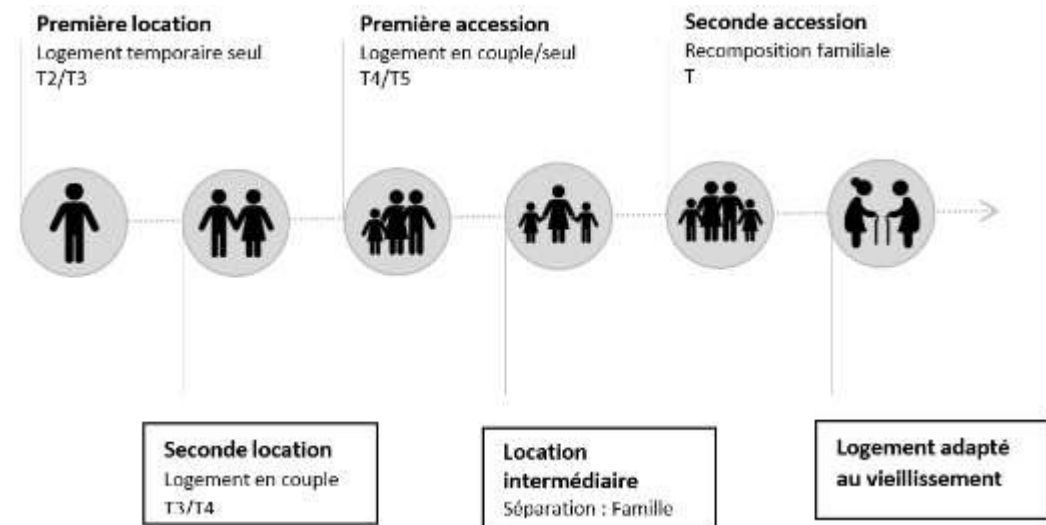 Première location
Logement temporaire seul
T2/T3
Première accession
Logement en couple/seul
T4/T5
Seconde accession
Recomposition familiale
T
Seconde location
Logement en couple
T3/T4
Location
intermédiaire
Séparation : Famille
Logement adapté
au vieillissement